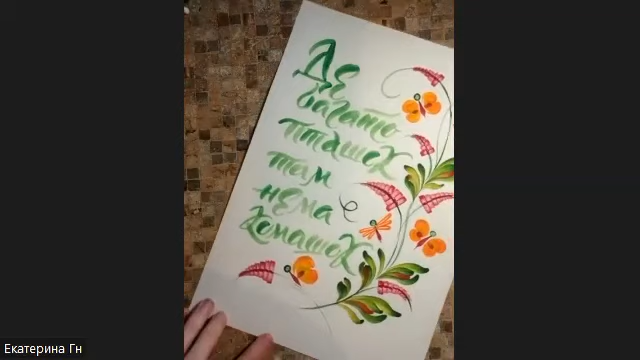 Де
багато
пташок
там
нема
комашок
Екатерина Гн